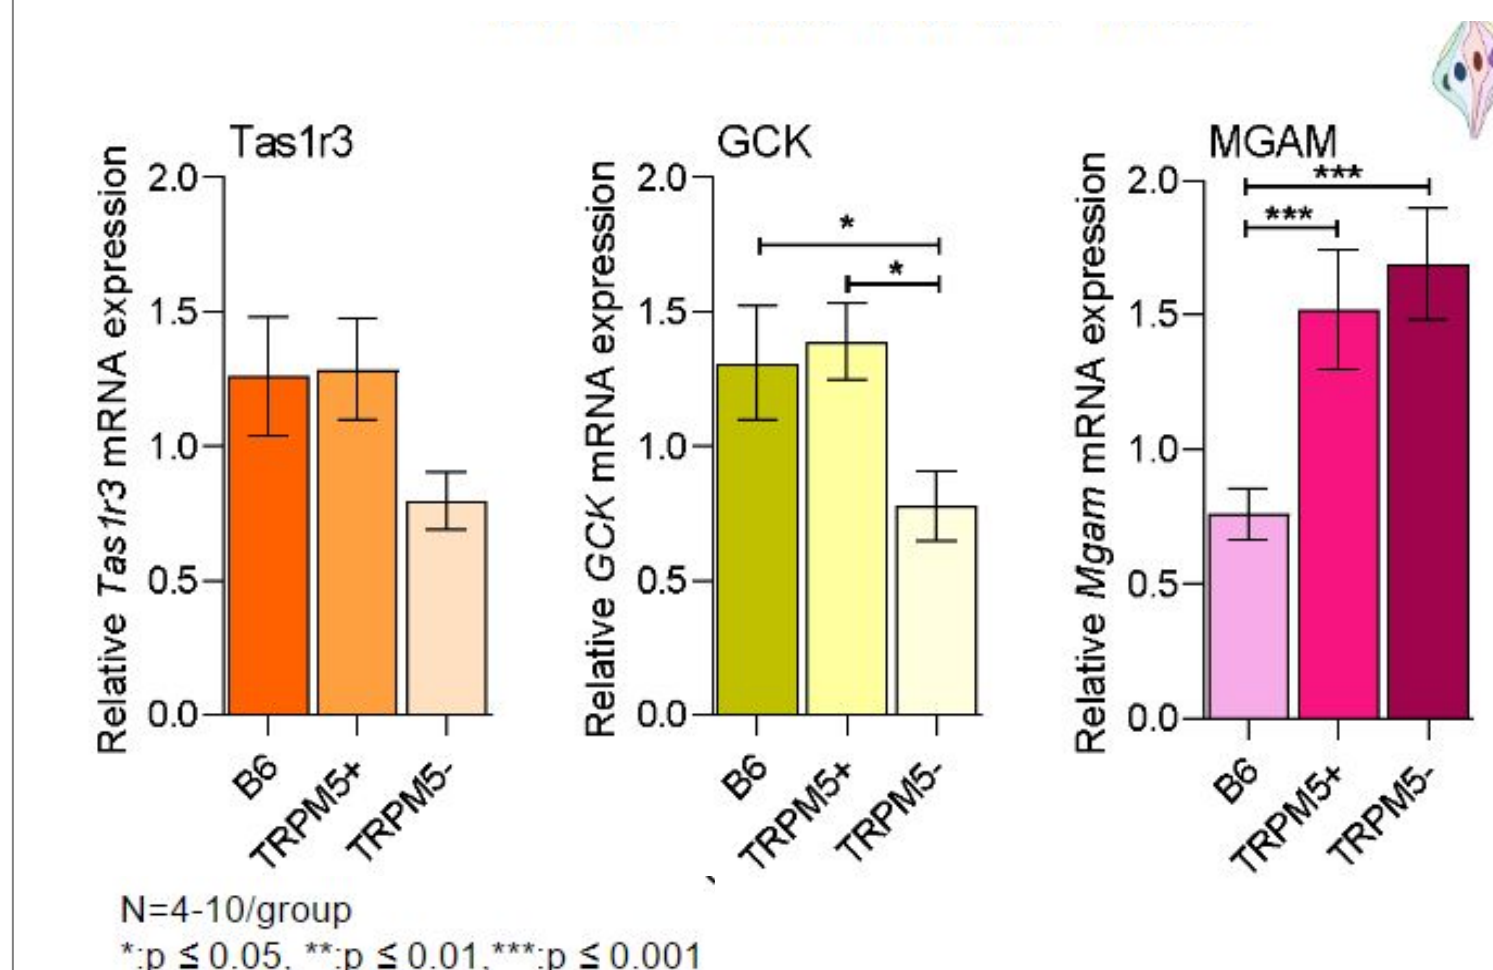 Tas1r3
Relative Tas1r3 mRNA expression
2.0
1.5
1.0
0.5
0.0
B6
TRPM5+
TRPM5-
GCK
Relative GCK mRNA expression
2.0
1.5
1.0
0.5
0.0
*
*
B6
TRPM5+
TRPM5-
MGAM
Relative Mgam mRNA expression
2.0
1.5
1.0
0.5
0.0
***
***
B6
TRPM5+
TRPM5-
N=4-10/group
*:p ≤ 0.05, **:p ≤ 0.01,***:p ≤ 0.001